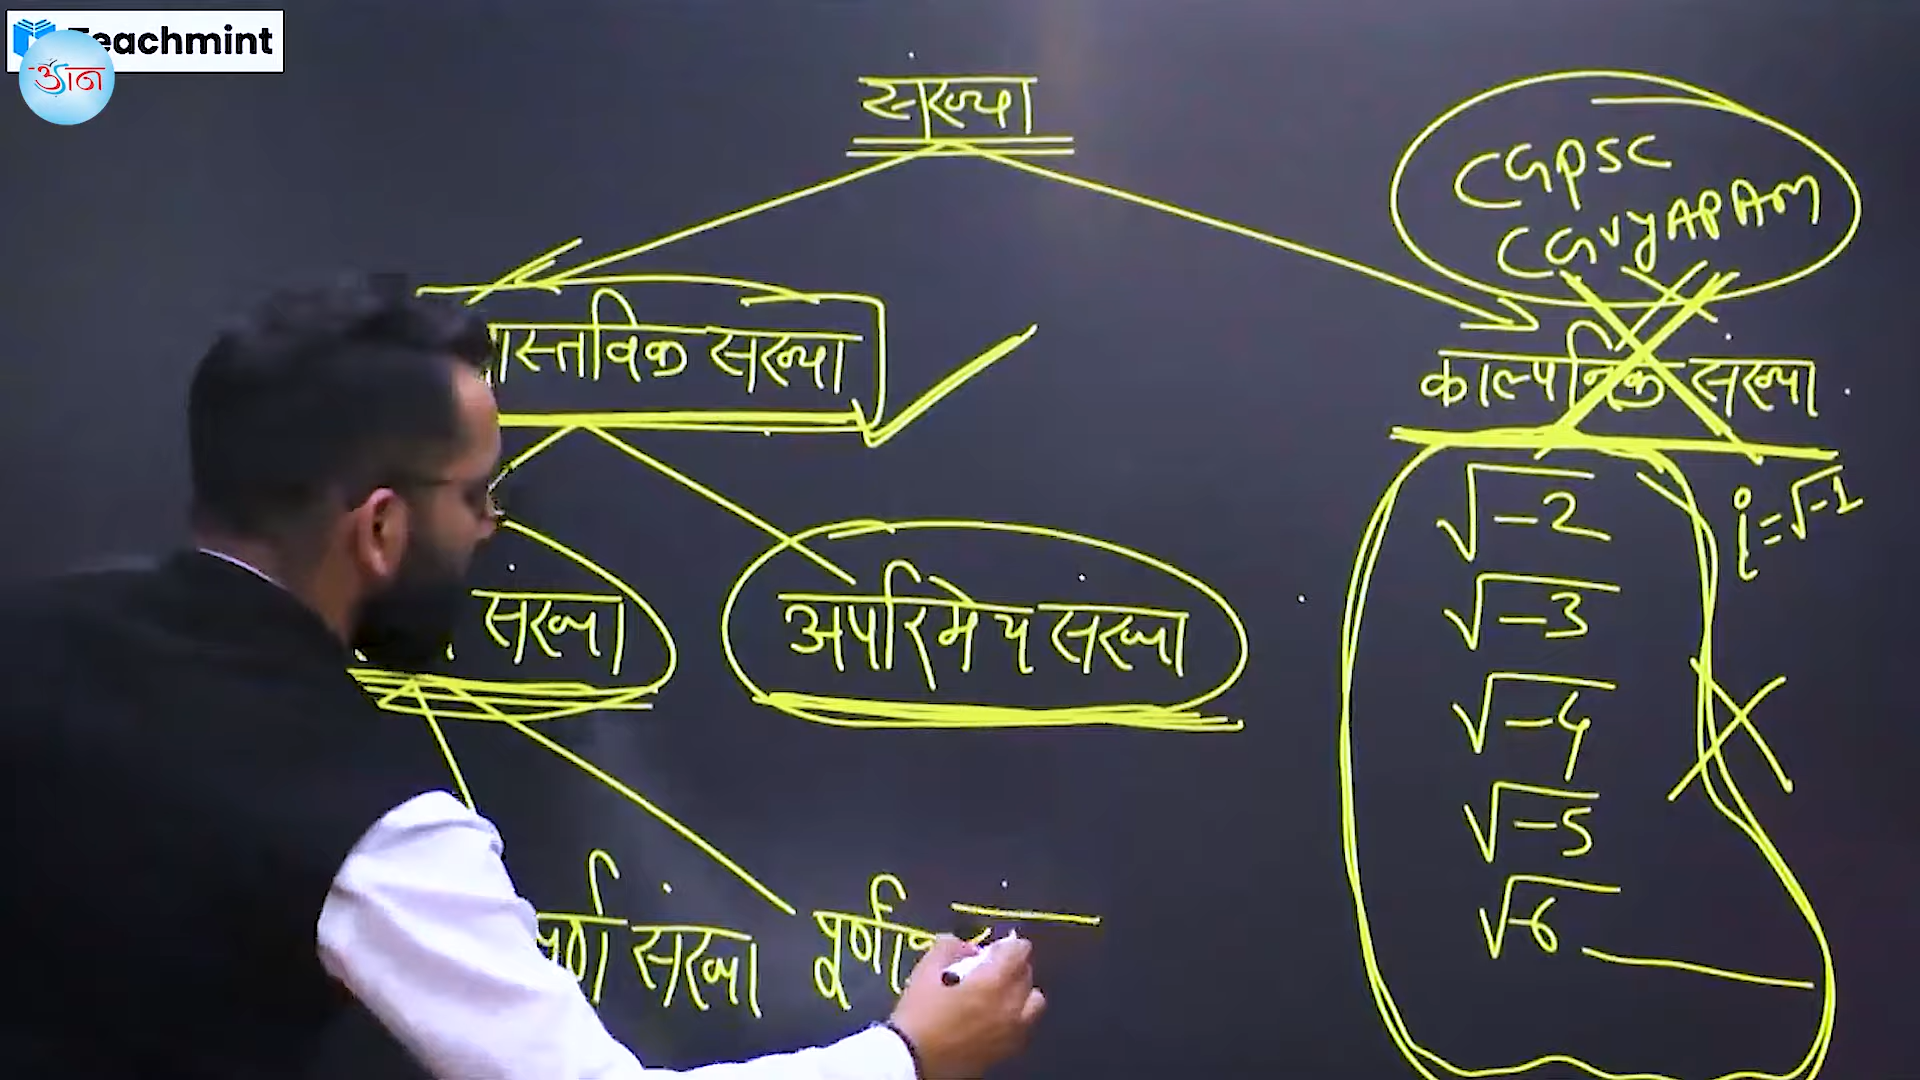 Teachmint
ज्ञान
संख्या
CGPSC
CGVYAPAM
वास्तविक संख्या
काल्पनिक संख्या
i=√-1
√-2
संख्या
अपरिमेय संख्या
√-3
√-4
√-5
√-6
पूर्ण संख्या